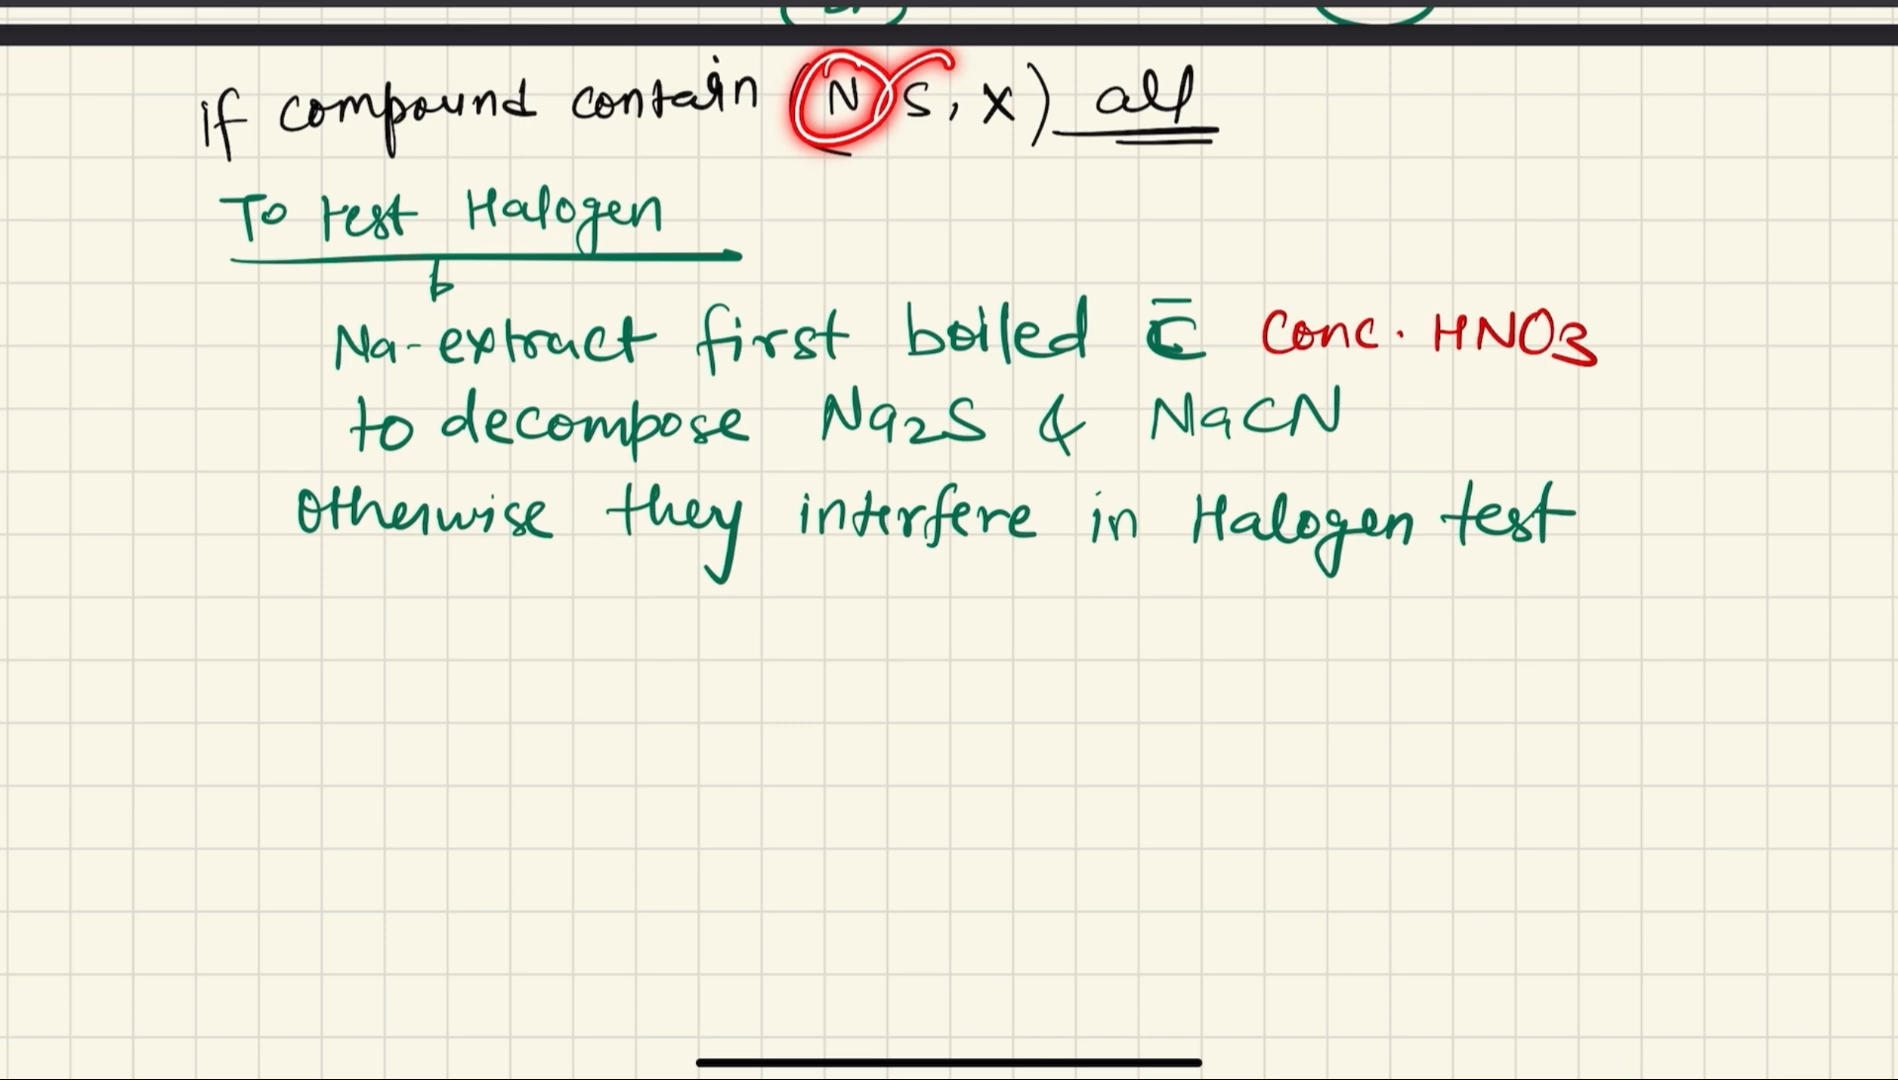 if compound contain (N, S, X) all
To test Halogen
Na-extract first boiled c̄ Conc. HNO3
to decompose Na2S & NaCN
Otherwise they interfere in Halogen test